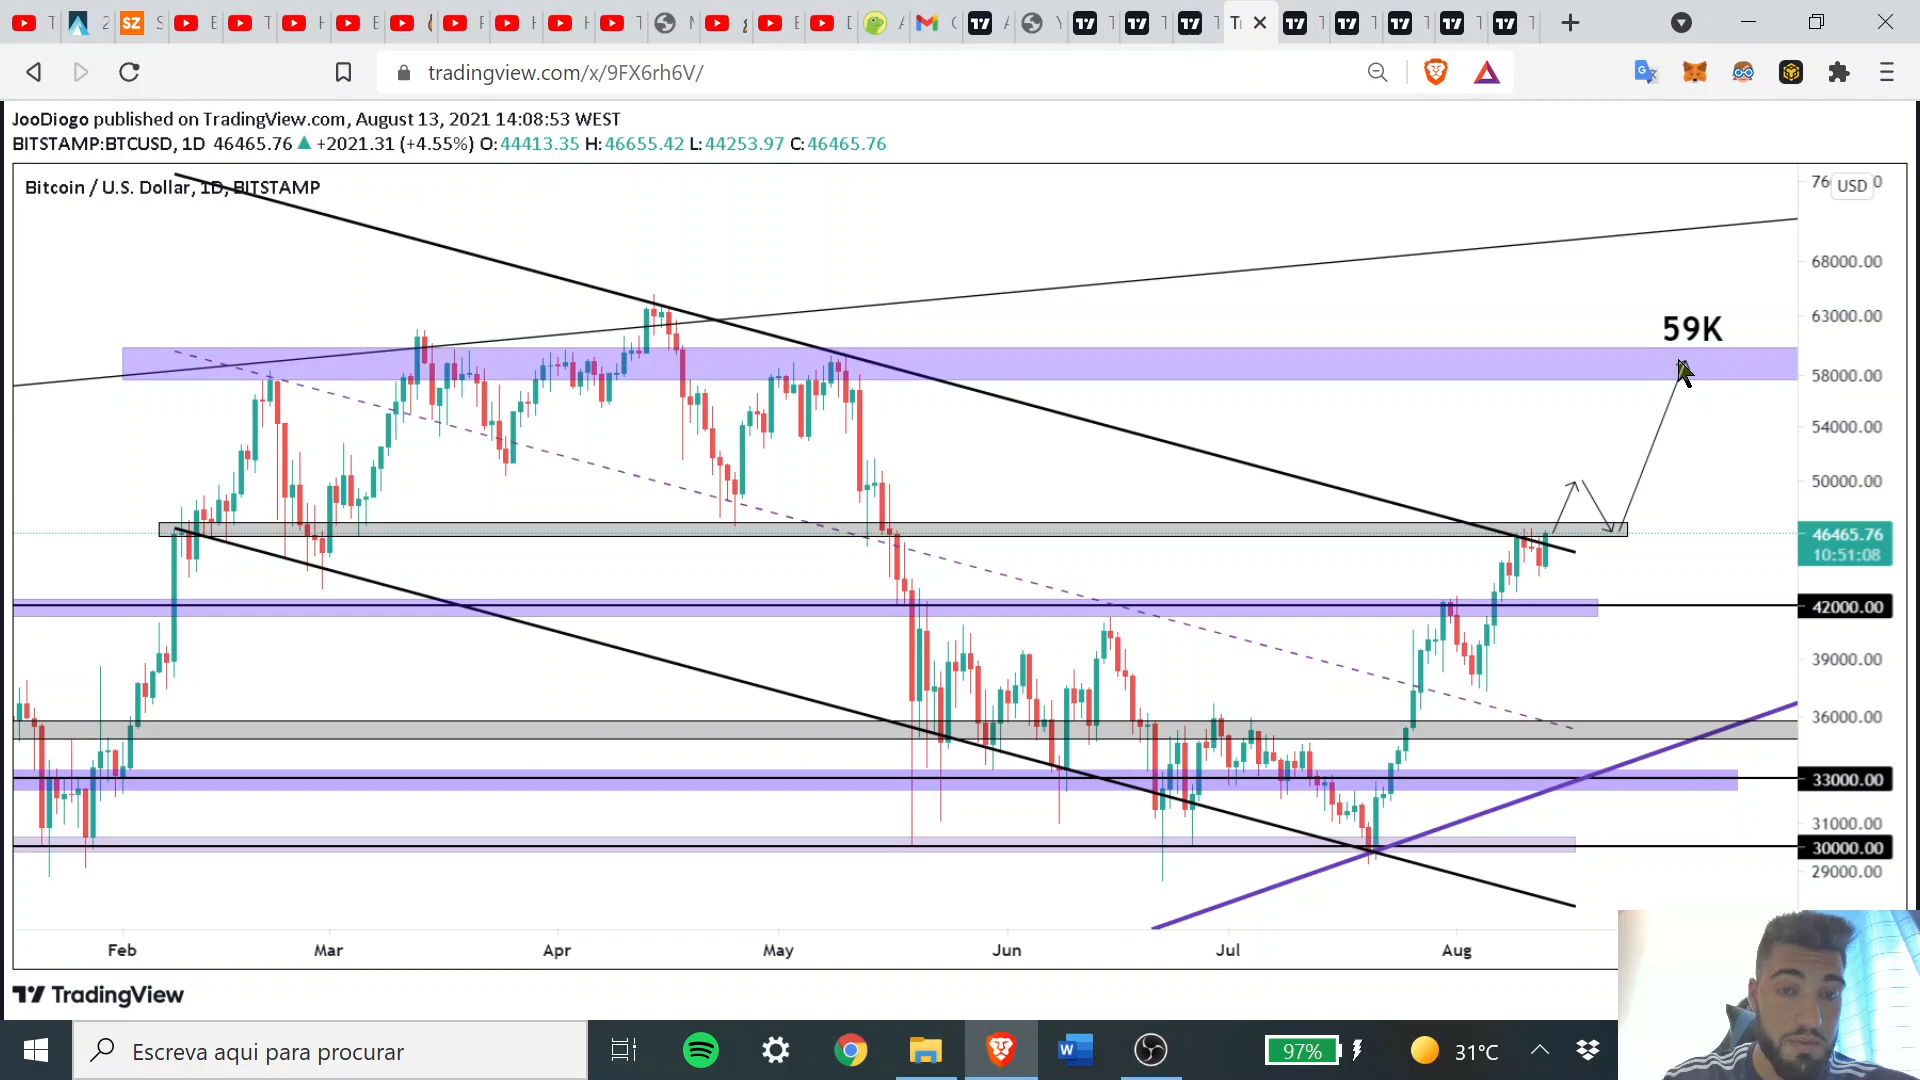 tradingview.com/x/9FX6rh6V/
JooDiogo published on TradingView.com, August 13, 2021 14:08:53 WEST
BITSTAMP:BTCUSD, 1D 46465.76 ▲ +2021.31 (+4.55%) O:44413.35 H:46655.42 L:44253.97 C:46465.76
Bitcoin / U.S. Dollar, 1D, BITSTAMP
USD
68000.00
59K
63000.00
58000.00
54000.00
50000.00
46465.76
10:51:08
42000.00
39000.00
36000.00
33000.00
31000.00
30000.00
29000.00
Feb Mar Apr May Jun Jul Aug
TradingView
Escreva aqui para procurar
97%
31°C